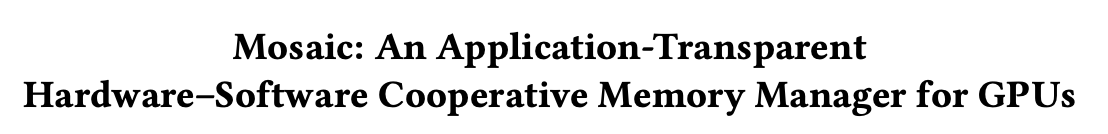 Mosaic: An Application-Transparent
Hardware–Software Cooperative Memory Manager for GPUs